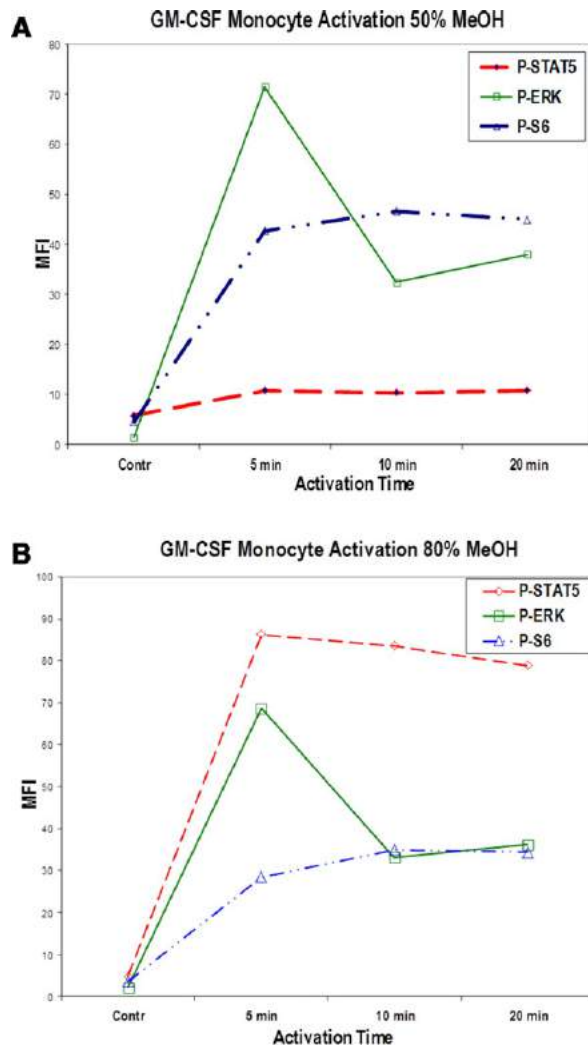 A
GM-CSF Monocyte Activation 50% MeOH
80
70
60
50
40
30
20
10
0
MFI
P-STAT5
P-ERK
P-S6
Contr 5 min 10 min 20 min
Activation Time
B
GM-CSF Monocyte Activation 80% MeOH
100
90
80
70
60
50
40
30
20
10
0
MFI
P-STAT5
P-ERK
P-S6
Contr 5 min 10 min 20 min
Activation Time